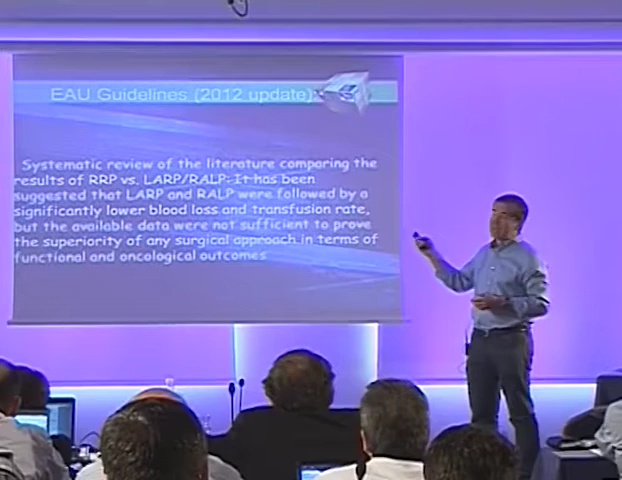 EAU Guidelines (2012 update)
Systematic review of the literature comparing the
results of RRP vs. LARP/RALP. It has been
suggested that LARP and RALP were followed by a
significantly lower blood loss and transfusion rate,
but the available data were not sufficient to prove
the superiority of any surgical approach in terms of
functional and oncological outcomes